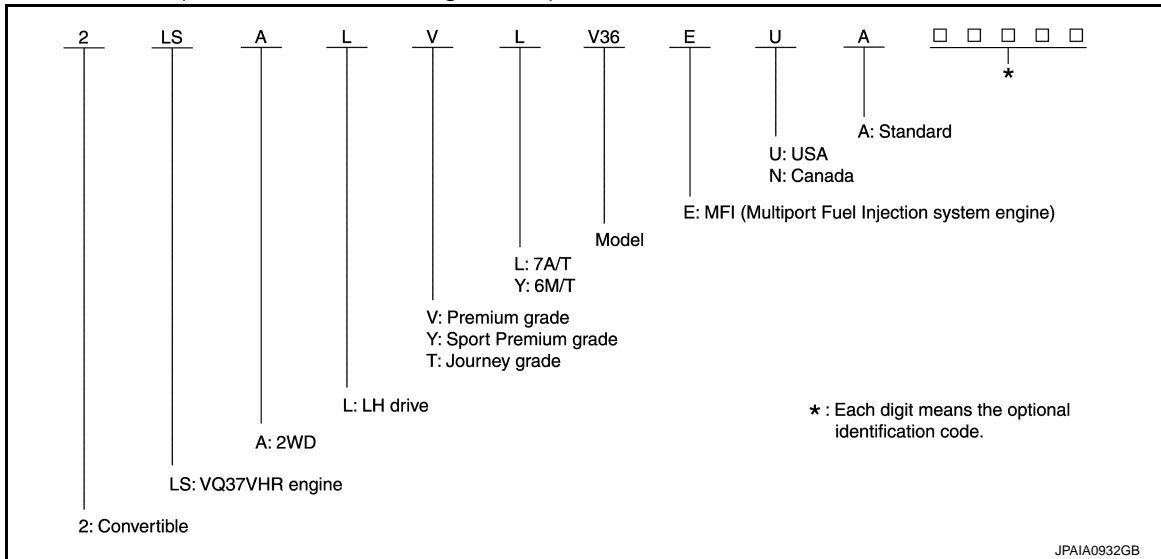 2 LS A L V L V36 E U A □ □ □ □ □
*
A: Standard
U: USA
N: Canada
E: MFI (Multiport Fuel Injection system engine)
Model
L: 7A/T
Y: 6M/T
V: Premium grade
Y: Sport Premium grade
T: Journey grade
L: LH drive
* : Each digit means the optional
identification code.
A: 2WD
LS: VQ37VHR engine
2: Convertible
JPAIA0932GB